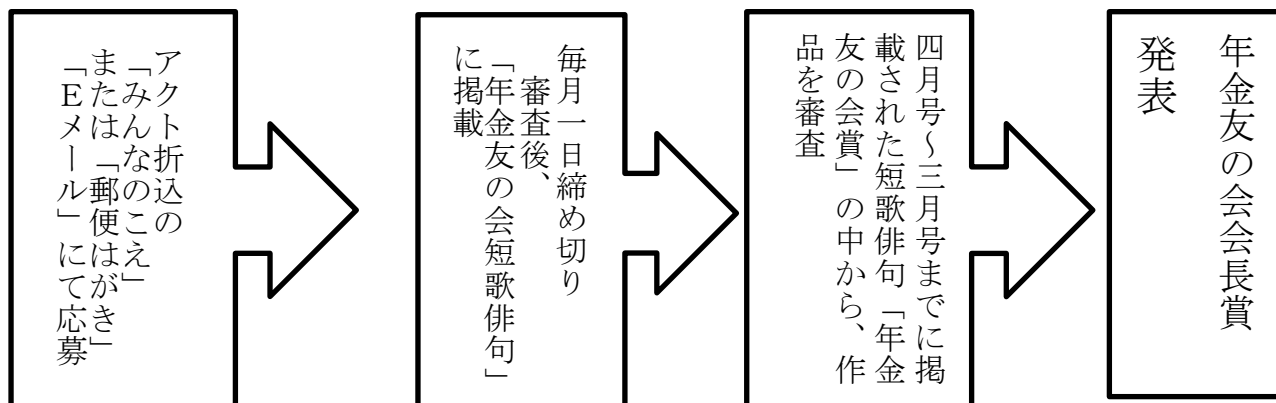 アクト折込の
「みんなのこえ」
または「郵便はがき」
「Ｅメール」にて応募
毎月一日締め切り
審査後、
「年金友の会短歌俳句」
に掲載
四月号～三月号までに掲
載された短歌俳句「年金
友の会賞」の中から、作
品を審査
年金友の会会長賞
発表